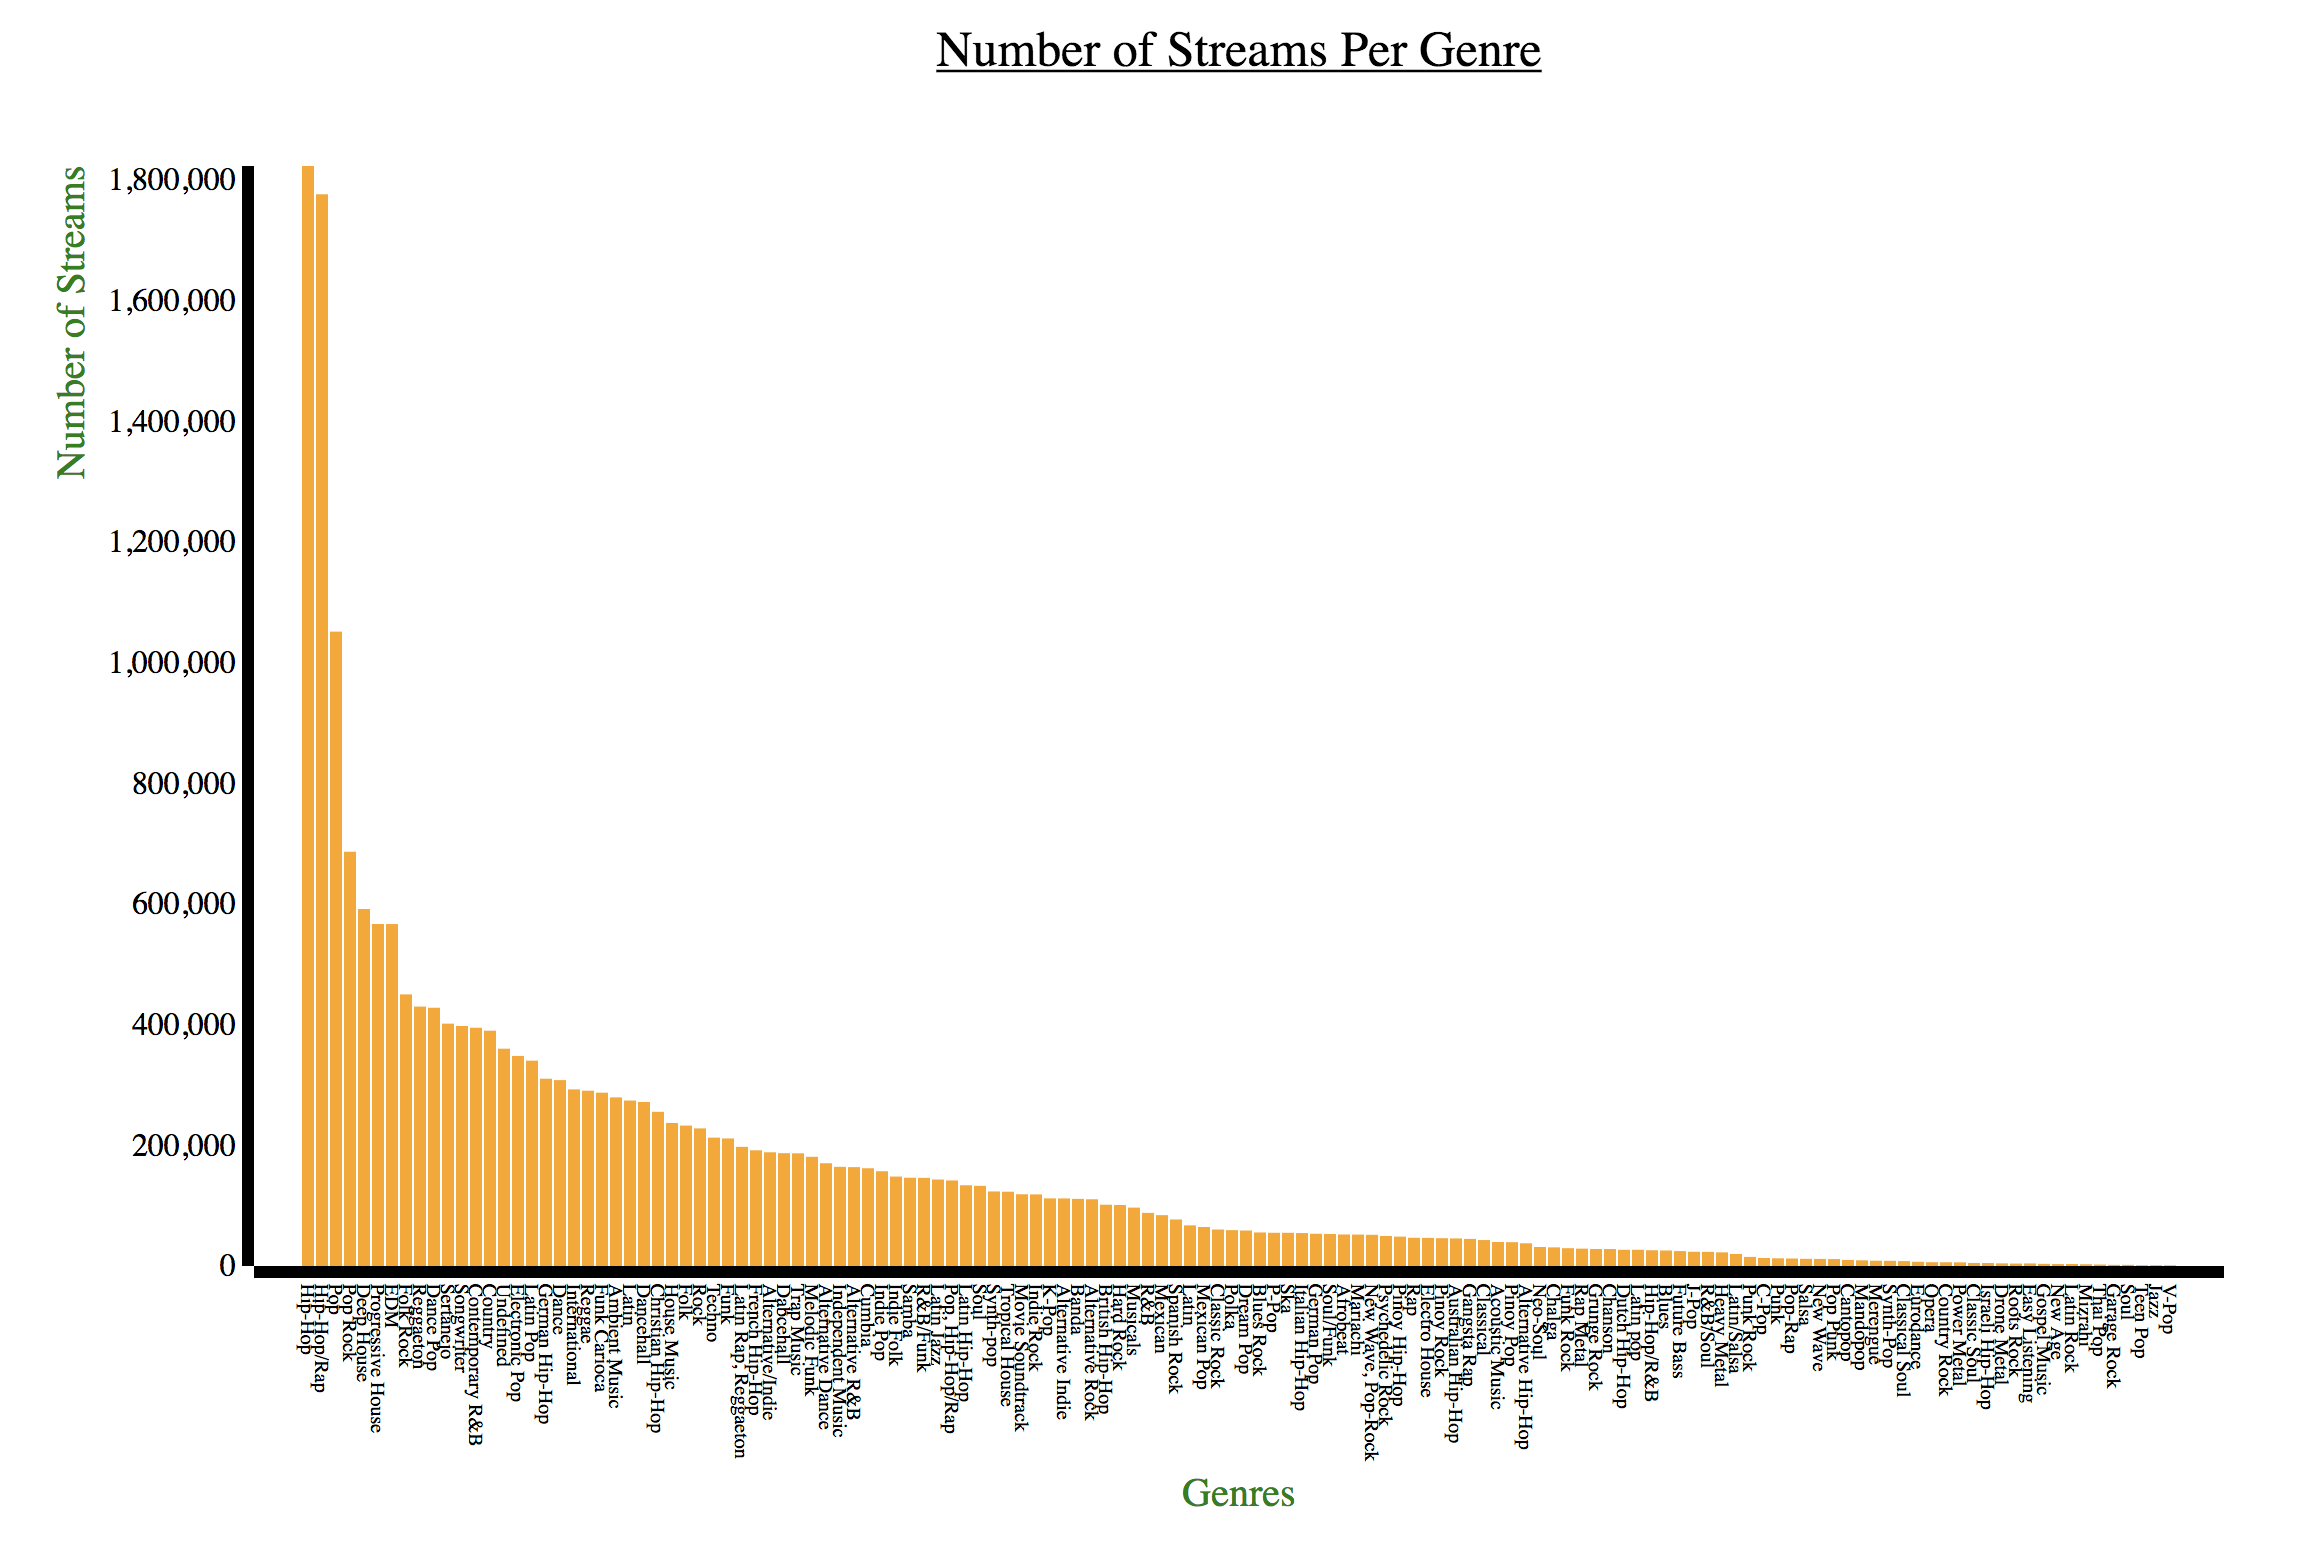 Number of Streams Per Genre
Number of Streams
1,800,000
1,600,000
1,400,000
1,200,000
1,000,000
800,000
600,000
400,000
200,000
0
Hip-Hop
Hip-Hop/Rap
Pop
Pop Rock
Deep House
Progressive House
EDM
Folk Rock
Reggaeton
Dance Pop
Sertanejo
Songwriter
Contemporary R&B
Country
Undefined
Electronic Pop
Latin Pop
German Hip-Hop
Dance
International
Reggae
Funk Carioca
Ambient Music
Latin
Dancehall
Christian Hip-Hop
House Music
Folk
Rock
Techno
Funk
Latin Rap, Reggaeton
French Hip-Hop
Alternative/Indie
Dabcehall
Trap Music
Melodic Funk
Alternative Dance
Independent Music
Alternative R&B
Cumbia
Indie Pop
Indie Folk
Samba
R&B/Funk
Latin Jazz
Pop, Hip-Hop/Rap
Latin Hip-Hop
Soul
Synth-pop
Tropical House
Movie Soundtrack
Indie Rock
K-Pop
Alternative Indie
Banda
Alternative Rock
British Hip-Hop
Hard Rock
Musicals
R&B
Mexican
Spanish Rock
Latin,
Mexican Pop
Classic Rock
Polka
Dream Pop
Blues Rock
P-Pop
Ska
Italian Hip-Hop
German Pop
Soul/Funk
Afrobeat
Mariachi
New Wave, Pop-Rock
Psychedelic Rock
Pinoy Hip-Hop
Rap
Electro House
Pinoy Rock
Australian Hip-Hop
Gangsta Rap
Classical
Acoustic Music
Pinoy Pop
Alternative Hip-Hop
Neo-Soul
Chalga
Funk Rock
Rap Metal
Grunge Rock
Chanson
Dutch Hip-Hop
Latin pop
Hip-Hop/R&B
Blues
Future Bass
J-Pop
R&B/Soul
Heavy Metal
Latin/Salsa
Punk Rock
C-Pop
Punk
Pop-Rap
Salsa
New Wave
Pop Punk
Cantopop
Mandopop
Merengue
Synth-Pop
Classical Soul
Eurodance
Opera
Country Rock
Power Metal
Classic Soul
Israeli Hip-Hop
Drone Metal
Roots Rock
Easy Listening
Gospel Music
New Age
Latin Rock
Mizrahi
Thai Pop
Garage Rock
Soul
Teen Pop,
Jazz
V-Pop
Genres